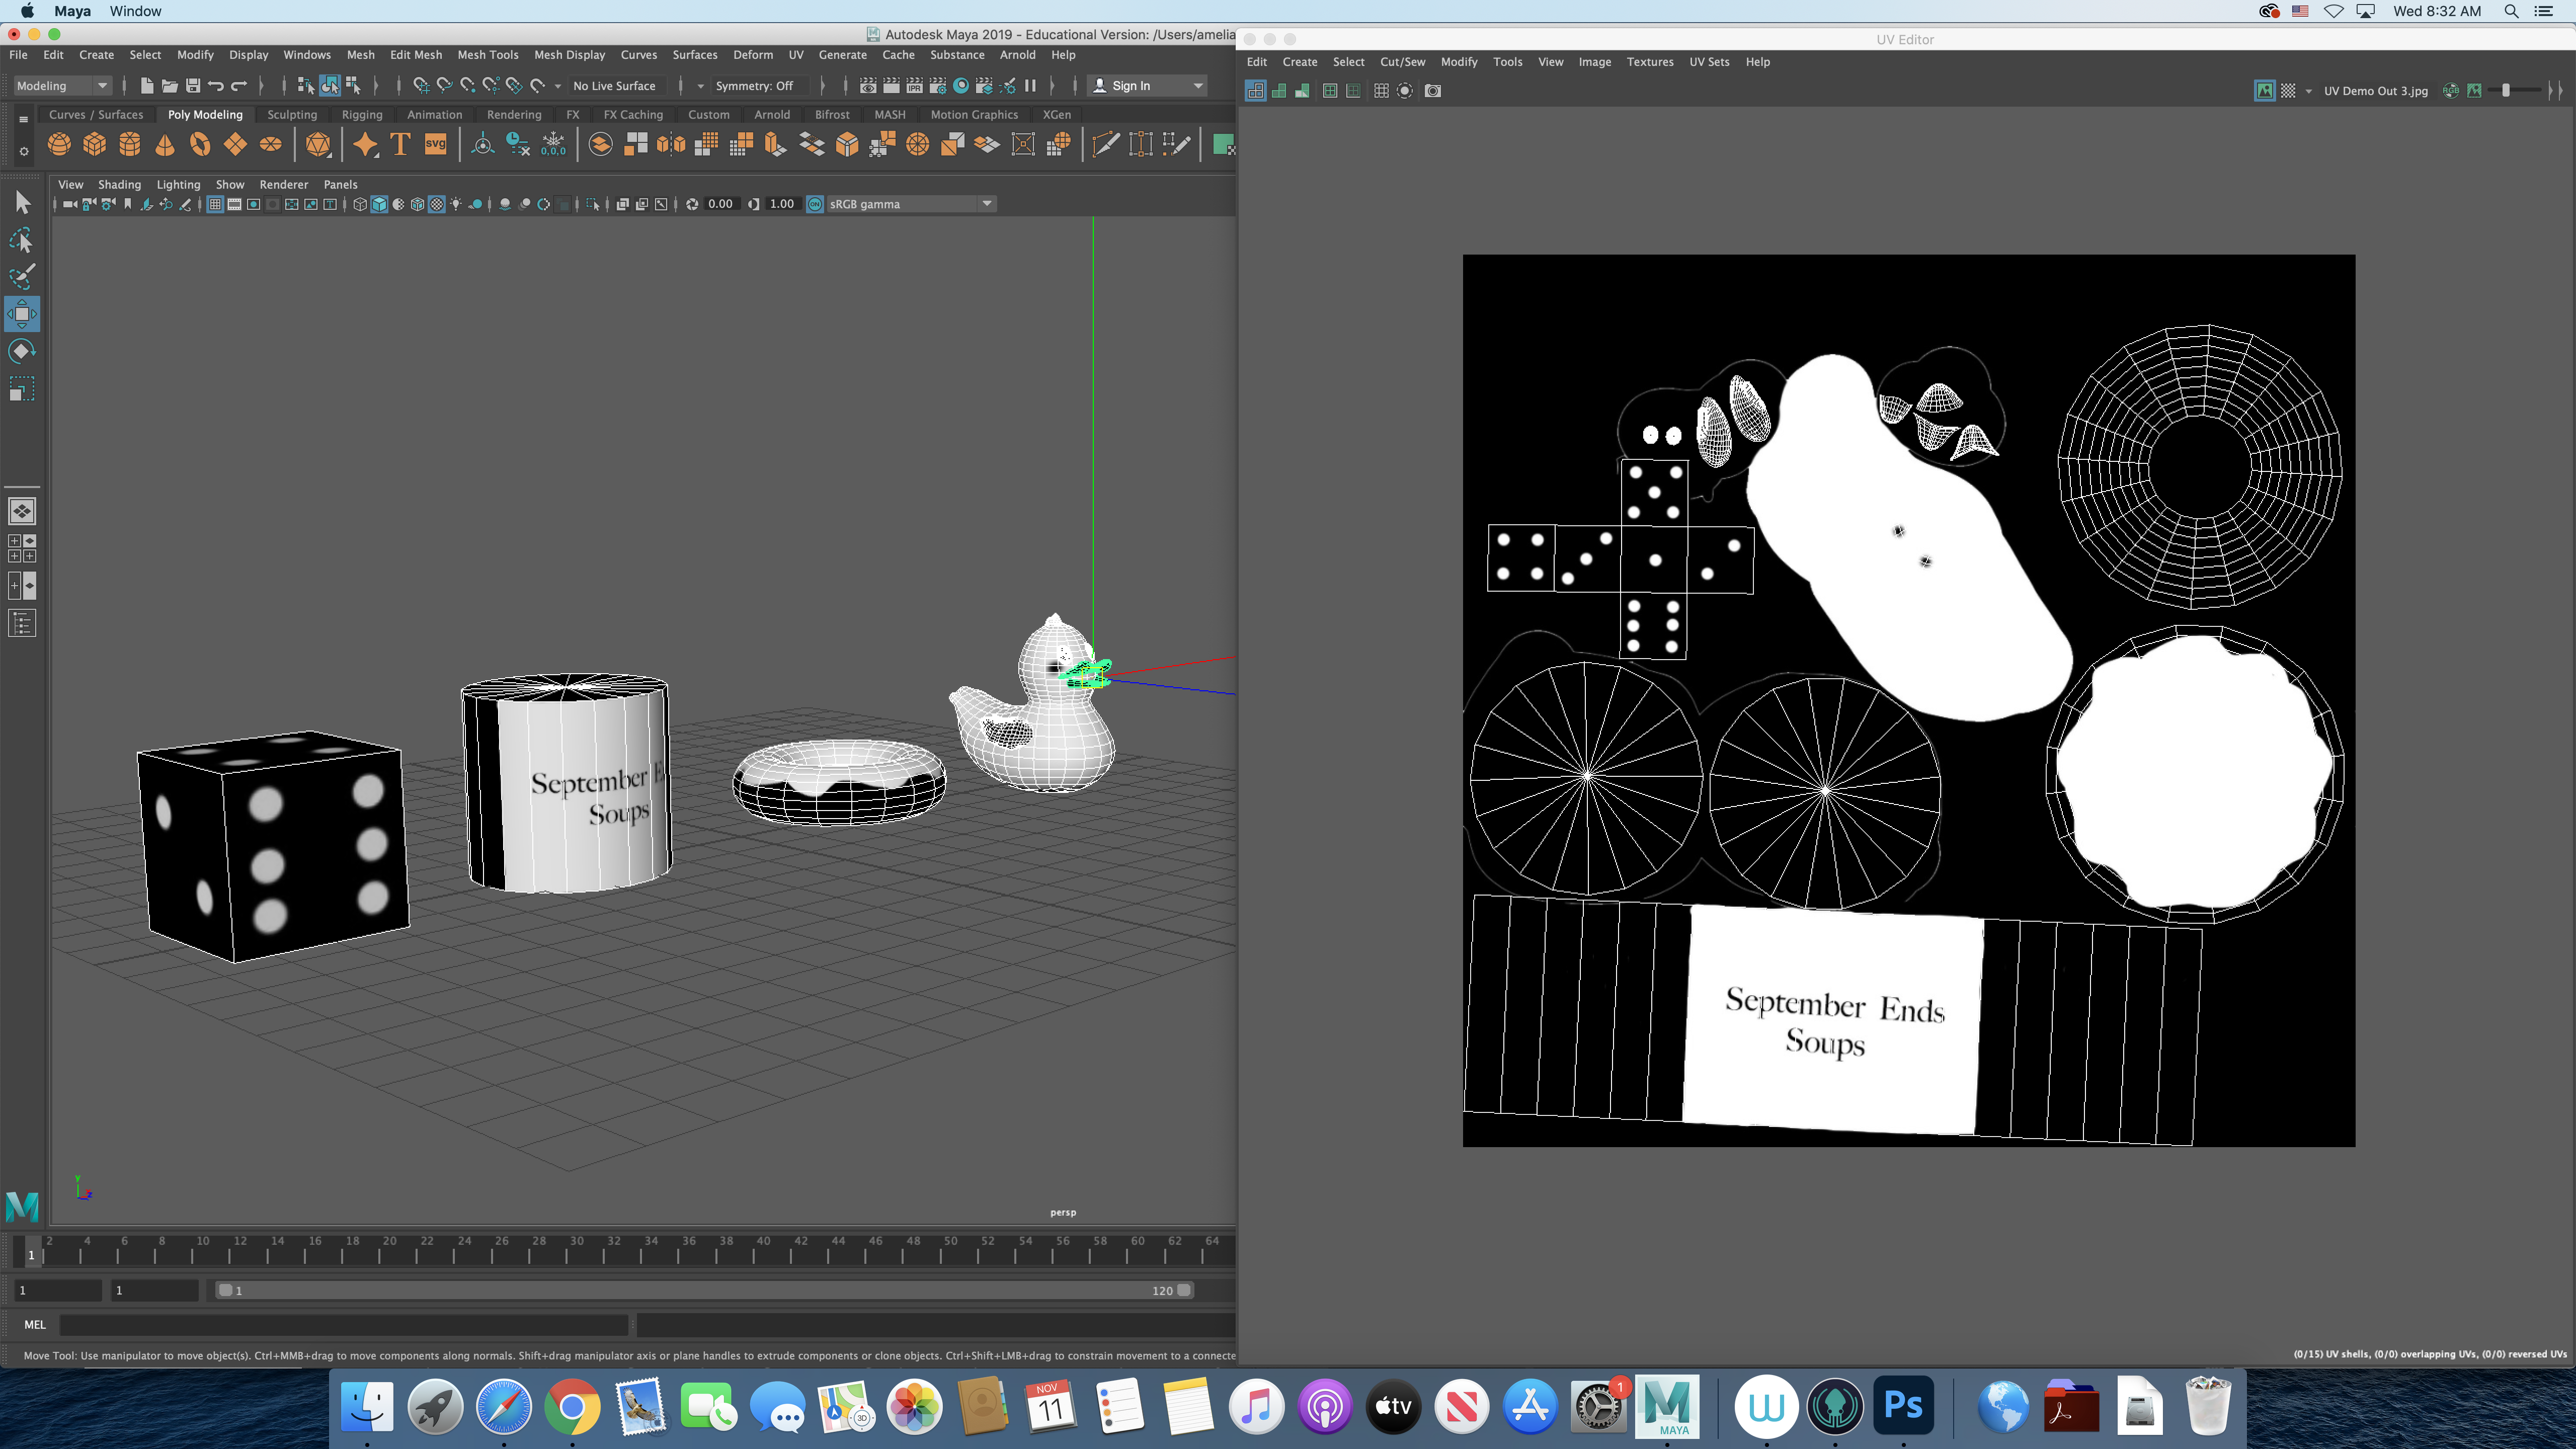 Maya Window
Wed 8:32 AM
Autodesk Maya 2019 - Educational Version: /Users/amelia
File Edit Create Select Modify Display Windows Mesh Edit Mesh Mesh Tools Mesh Display Curves Surfaces Deform UV Generate Cache Substance Arnold Help
Modeling No Live Surface Symmetry: Off Sign In
Curves / Surfaces Poly Modeling Sculpting Rigging Animation Rendering FX FX Caching Custom Arnold Bifrost MASH Motion Graphics XGen
T svg 0,0,0
View Shading Lighting Show Renderer Panels
0.00 1.00 sRGB gamma
September E
Soups
y
z
persp
1 2 4 6 8 10 12 14 16 18 20 22 24 26 28 30 32 34 36 38 40 42 44 46 48 50 52 54 56 58 60 62 64
1 1 1 120
MEL
Move Tool: Use manipulator to move object(s). Ctrl+MMB+drag to move components along normals. Shift+drag manipulator axis or plane handles to extrude components or clone objects. Ctrl+Shift+LMB+drag to constrain movement to a connecte
UV Editor
Edit Create Select Cut/Sew Modify Tools View Image Textures UV Sets Help
UV Demo Out 3.jpg
RGB
September Ends
Soups
(0/15) UV shells, (0/0) overlapping UVs, (0/0) reversed UVs
3D
NOV
11
tv
1
M
MAYA
W
Ps